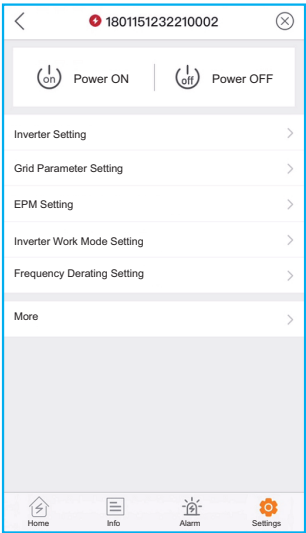 1801151232210002
on Power ON off Power OFF
Inverter Setting
Grid Parameter Setting
EPM Setting
Inverter Work Mode Setting
Frequency Derating Setting
More
Home Info Alarm Settings